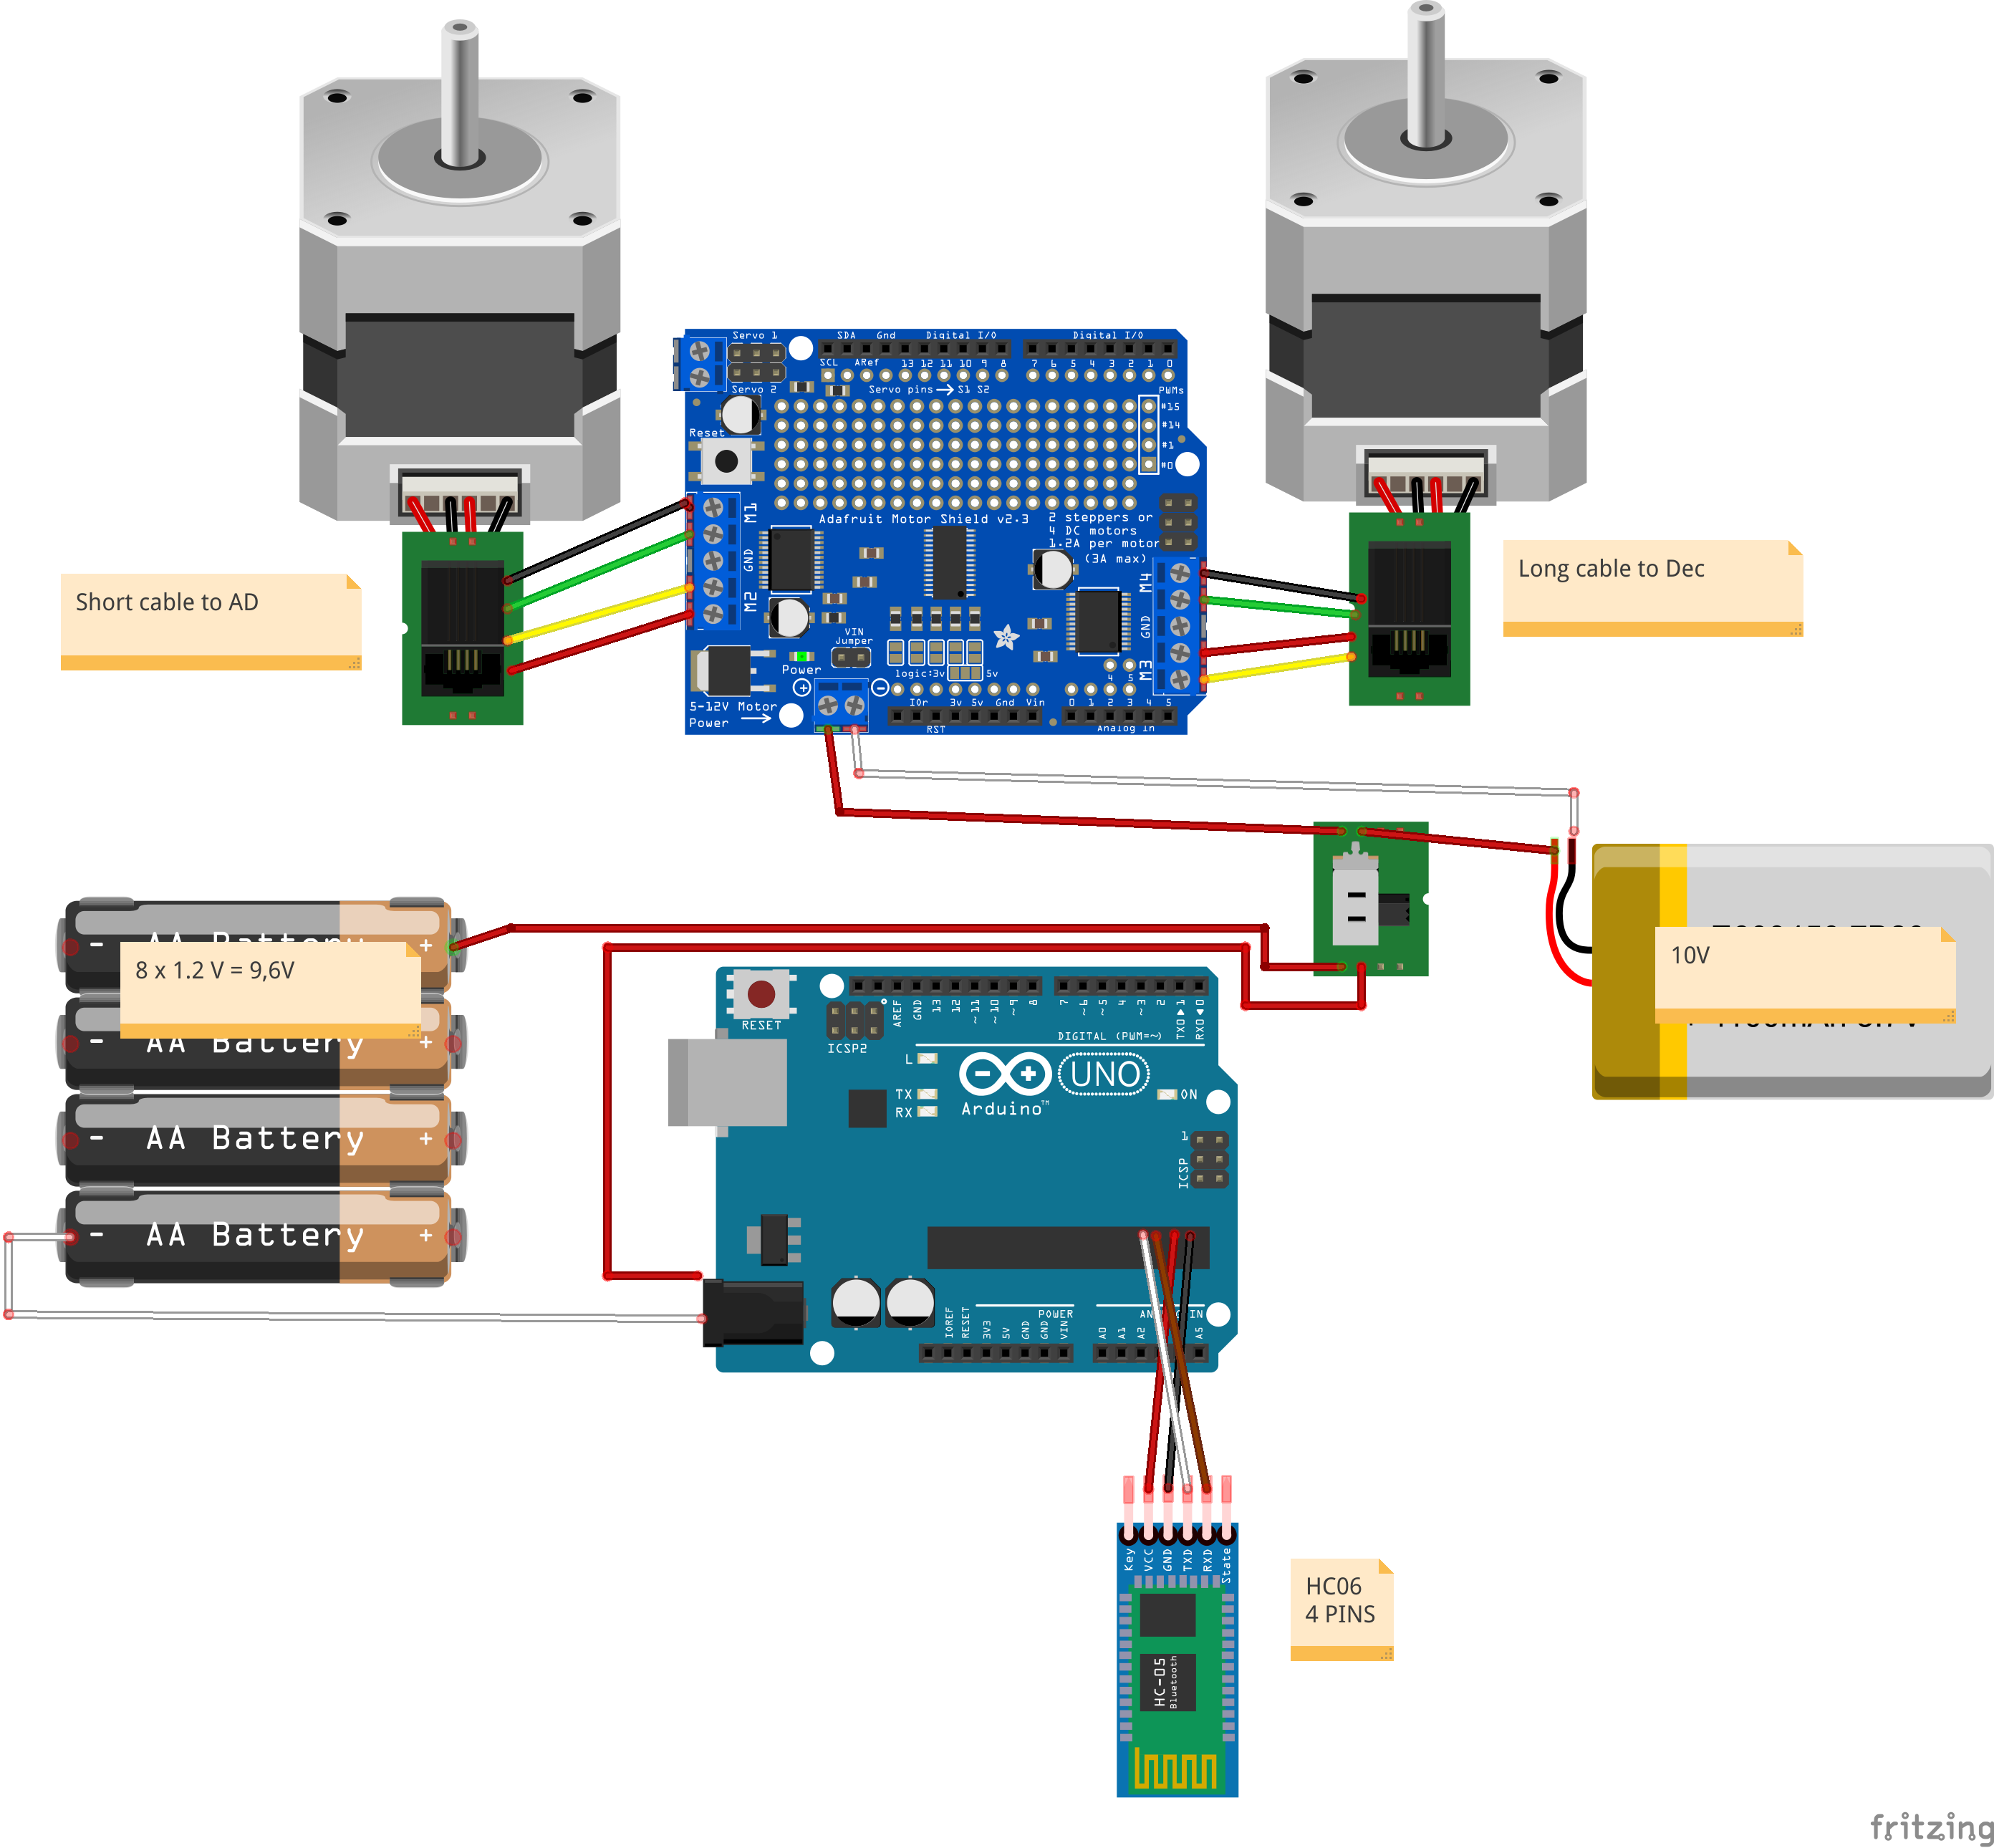 Servo 1
SDA Gnd Digital I/O Digital I/O
SCL ARef 13 12 11 10 9 8 7 6 5 4 3 2 1 0
Servo 2
Servo pins S1 S2
PWMs
#15
#14
#1
#0
Reset
M1
GND
M2
Adafruit Motor Shield v2.3
2 steppers or
4 DC motors
1.2A per motor
(3A max)
M4
GND
M3
VIN
Jumper
Power
logic:3v 5v
4 5
+ -
5-12V Motor
Power
IOr 3v 5v Gnd Vin
0 1 2 3 4 5
RST
Analog In
Short cable to AD
Long cable to Dec
- AA Battery +
8 x 1.2 V = 9,6V
AA Battery
- AA Battery +
- AA Battery +
10V
RESET
ICSP2
AREF
GND
13
12
~11
~10
~9
8
7
~6
~5
4
~3
2
TX0 1
RX0 0
DIGITAL (PWM=~)
L
TX
RX
Arduino™
UNO
ON
1
ICSP
IOREF
RESET
3V3
5V
GND
GND
VIN
POWER
A0
A1
A2
A5
IN
Key
VCC
GND
TXD
RXD
State
HC-05
Bluetooth
HC06
4 PINS
fritzing